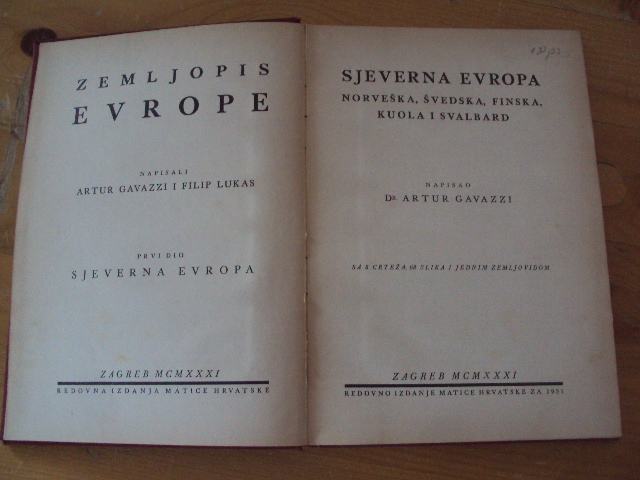 ZEMLJOPIS
EVROPE
NAPISALI
ARTUR GAVAZZI I FILIP LUKAS
PRVI DIO
SJEVERNA EVROPA
ZAGREB MCMXXXI
REDOVNA IZDANJA MATICE HRVATSKE
SJEVERNA EVROPA
NORVEŠKA, ŠVEDSKA, FINSKA,
KUOLA I SVALBARD
NAPISAO
DR. ARTUR GAVAZZI
SA 8 CRTEŽA 68 SLIKA I JEDNIM ZEMLJOVIDOM
ZAGREB MCMXXXI
REDOVNO IZDANJE MATICE HRVATSKE ZA 1931